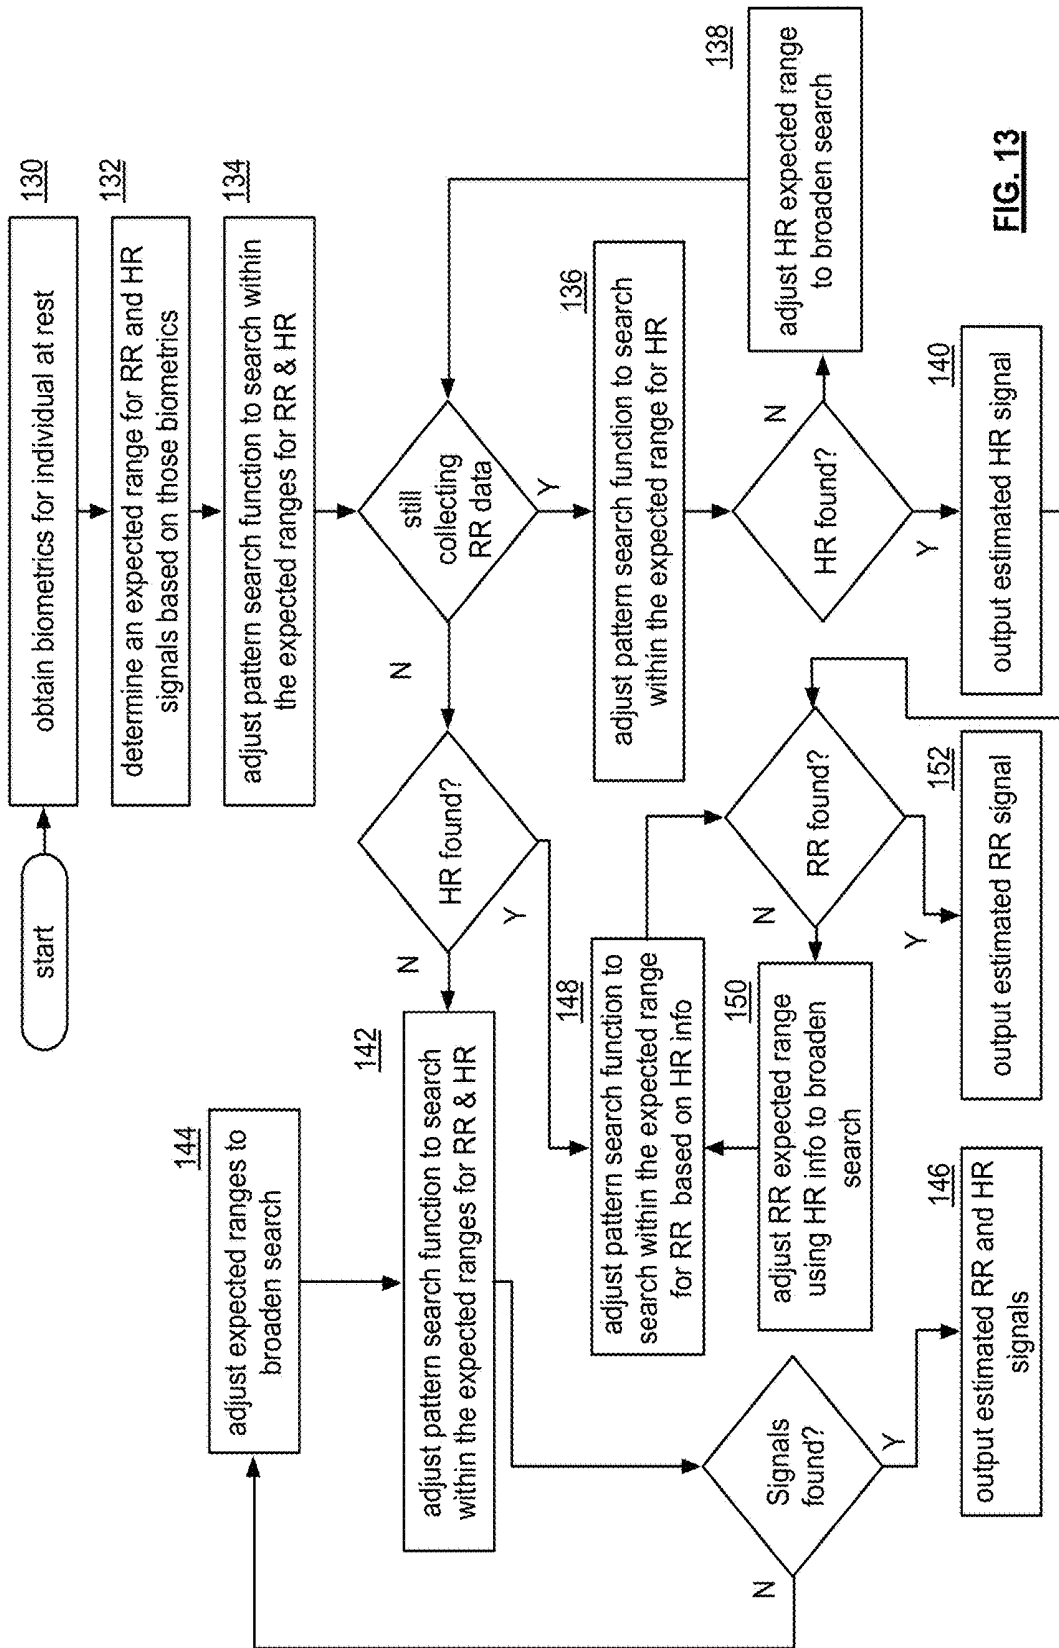 start
130
obtain biometrics for individual at rest
132
determine an expected range for RR and HR
signals based on those biometrics
134
adjust pattern search function to search within
the expected ranges for RR & HR
still
collecting
RR data
N
Y
HR found?
N
Y
136
adjust pattern search function to search
within the expected range for HR
138
adjust HR expected range
to broaden search
HR found?
N
Y
140
output estimated HR signal
144
adjust expected ranges to
broaden search
142
adjust pattern search function to search
within the expected ranges for RR & HR
148
adjust pattern search function to
search within the expected range
for RR based on HR info
RR found?
N
Y
150
adjust RR expected range
using HR info to broaden
search
152
output estimated RR signal
Signals
found?
N
Y
146
output estimated RR and HR
signals
FIG. 13